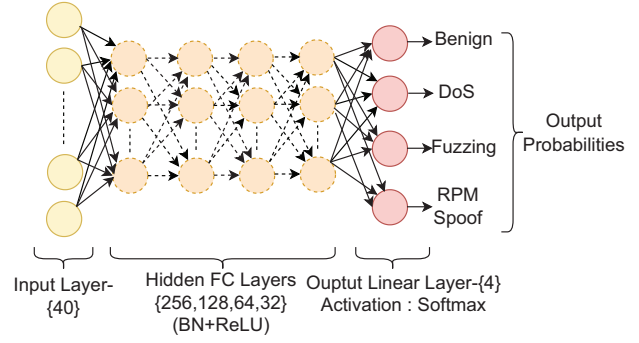 Benign
DoS
Fuzzing
RPM
Spoof
Output
Probabilities
Input Layer-
{40}
Hidden FC Layers
{256,128,64,32}
(BN+ReLU)
Ouptut Linear Layer-{4}
Activation : Softmax